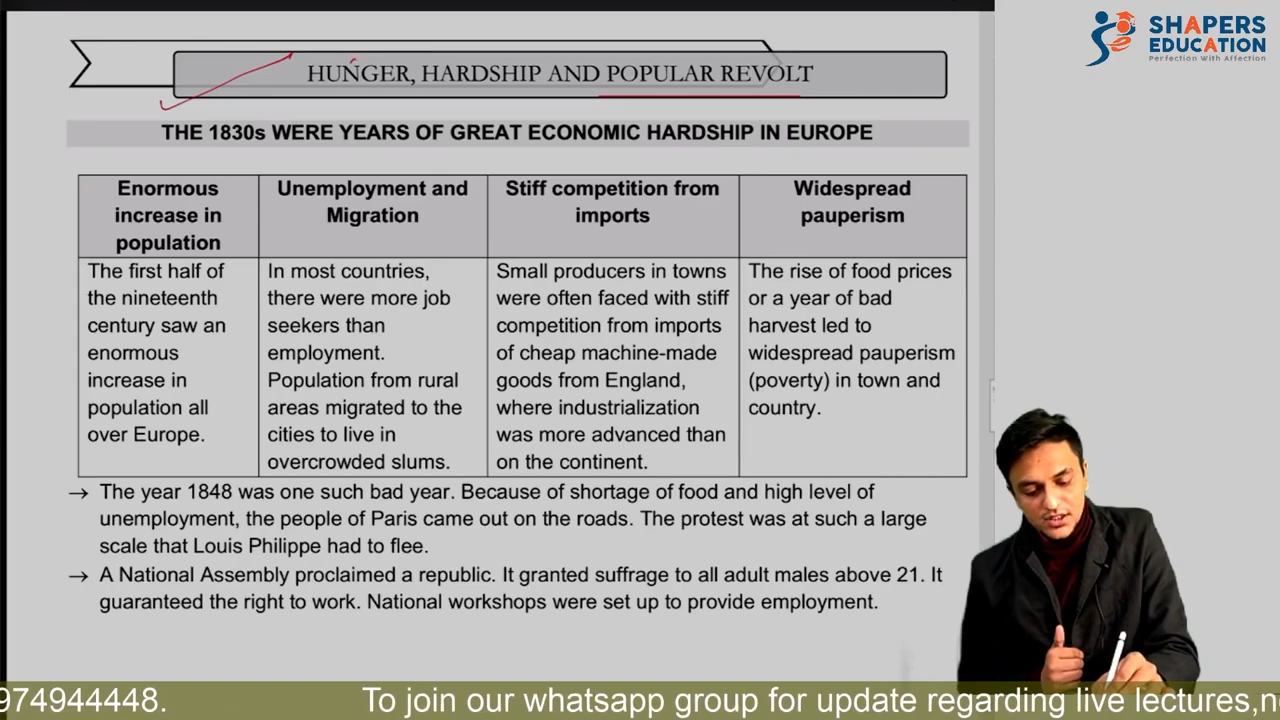 SHAPERS
EDUCATION
Perfection With Affection
HUNGER, HARDSHIP AND POPULAR REVOLT
THE 1830s WERE YEARS OF GREAT ECONOMIC HARDSHIP IN EUROPE
Enormous
increase in
population
The first half of
the nineteenth
century saw an
enormous
increase in
population all
over Europe.
Unemployment and
Migration
In most countries,
there were more job
seekers than
employment.
Population from rural
areas migrated to the
cities to live in
overcrowded slums.
Stiff competition from
imports
Small producers in towns
were often faced with stiff
competition from imports
of cheap machine-made
goods from England,
where industrialization
was more advanced than
on the continent.
Widespread
pauperism
The rise of food prices
or a year of bad
harvest led to
widespread pauperism
(poverty) in town and
country.
→ The year 1848 was one such bad year. Because of shortage of food and high level of
unemployment, the people of Paris came out on the roads. The protest was at such a large
scale that Louis Philippe had to flee.
→ A National Assembly proclaimed a republic. It granted suffrage to all adult males above 21. It
guaranteed the right to work. National workshops were set up to provide employment.
974944448. To join our whatsapp group for update regarding live lectures,n